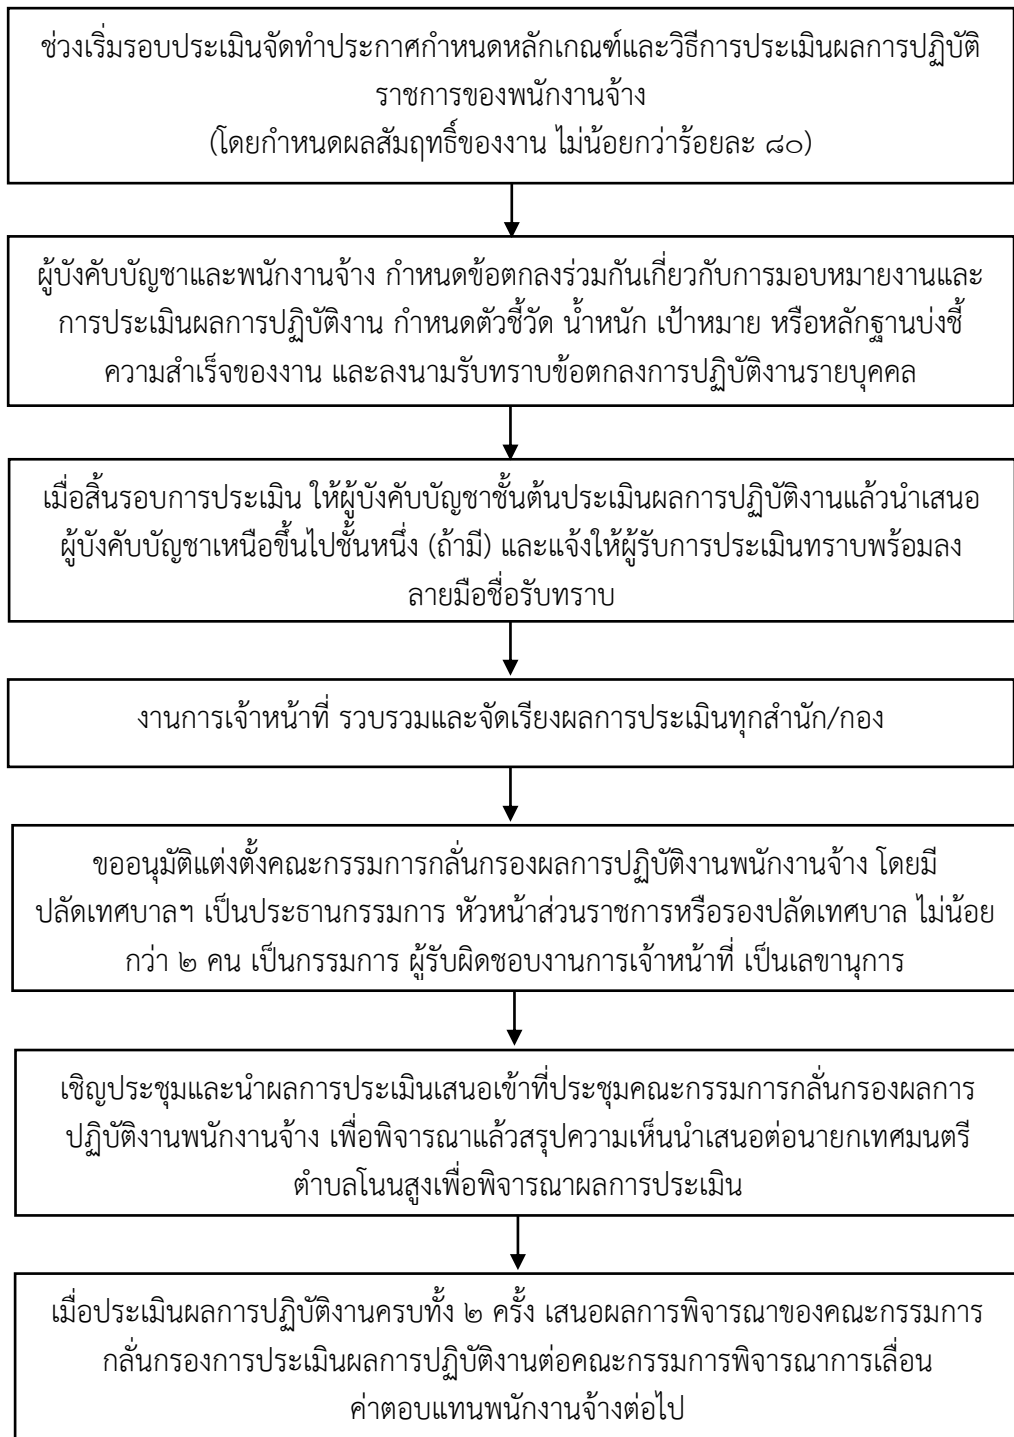 ช่วงเริ่มรอบประเมินจัดทำประกาศกำหนดหลักเกณฑ์และวิธีการประเมินผลการปฏิบัติ
ราชการของพนักงานจ้าง
(โดยกำหนดผลสัมฤทธิ์ของงาน ไม่น้อยกว่าร้อยละ ๘๐)
ผู้บังคับบัญชาและพนักงานจ้าง กำหนดข้อตกลงร่วมกันเกี่ยวกับการมอบหมายงานและ
การประเมินผลการปฏิบัติงาน กำหนดตัวชี้วัด น้ำหนัก เป้าหมาย หรือหลักฐานบ่งชี้
ความสำเร็จของงาน และลงนามรับทราบข้อตกลงการปฏิบัติงานรายบุคคล
เมื่อสิ้นรอบการประเมิน ให้ผู้บังคับบัญชาชั้นต้นประเมินผลการปฏิบัติงานแล้วนำเสนอ
ผู้บังคับบัญชาเหนือขึ้นไปชั้นหนึ่ง (ถ้ามี) และแจ้งให้ผู้รับการประเมินทราบพร้อมลง
ลายมือชื่อรับทราบ
งานการเจ้าหน้าที่ รวบรวมและจัดเรียงผลการประเมินทุกสำนัก/กอง
ขออนุมัติแต่งตั้งคณะกรรมการกลั่นกรองผลการปฏิบัติงานพนักงานจ้าง โดยมี
ปลัดเทศบาลฯ เป็นประธานกรรมการ หัวหน้าส่วนราชการหรือรองปลัดเทศบาล ไม่น้อย
กว่า ๒ คน เป็นกรรมการ ผู้รับผิดชอบงานการเจ้าหน้าที่ เป็นเลขานุการ
เชิญประชุมและนำผลการประเมินเสนอเข้าที่ประชุมคณะกรรมการกลั่นกรองผลการ
ปฏิบัติงานพนักงานจ้าง เพื่อพิจารณาแล้วสรุปความเห็นนำเสนอต่อนายกเทศมนตรี
ตำบลโนนสูงเพื่อพิจารณาผลการประเมิน
เมื่อประเมินผลการปฏิบัติงานครบทั้ง ๒ ครั้ง เสนอผลการพิจารณาของคณะกรรมการ
กลั่นกรองการประเมินผลการปฏิบัติงานต่อคณะกรรมการพิจารณาการเลื่อน
ค่าตอบแทนพนักงานจ้างต่อไป